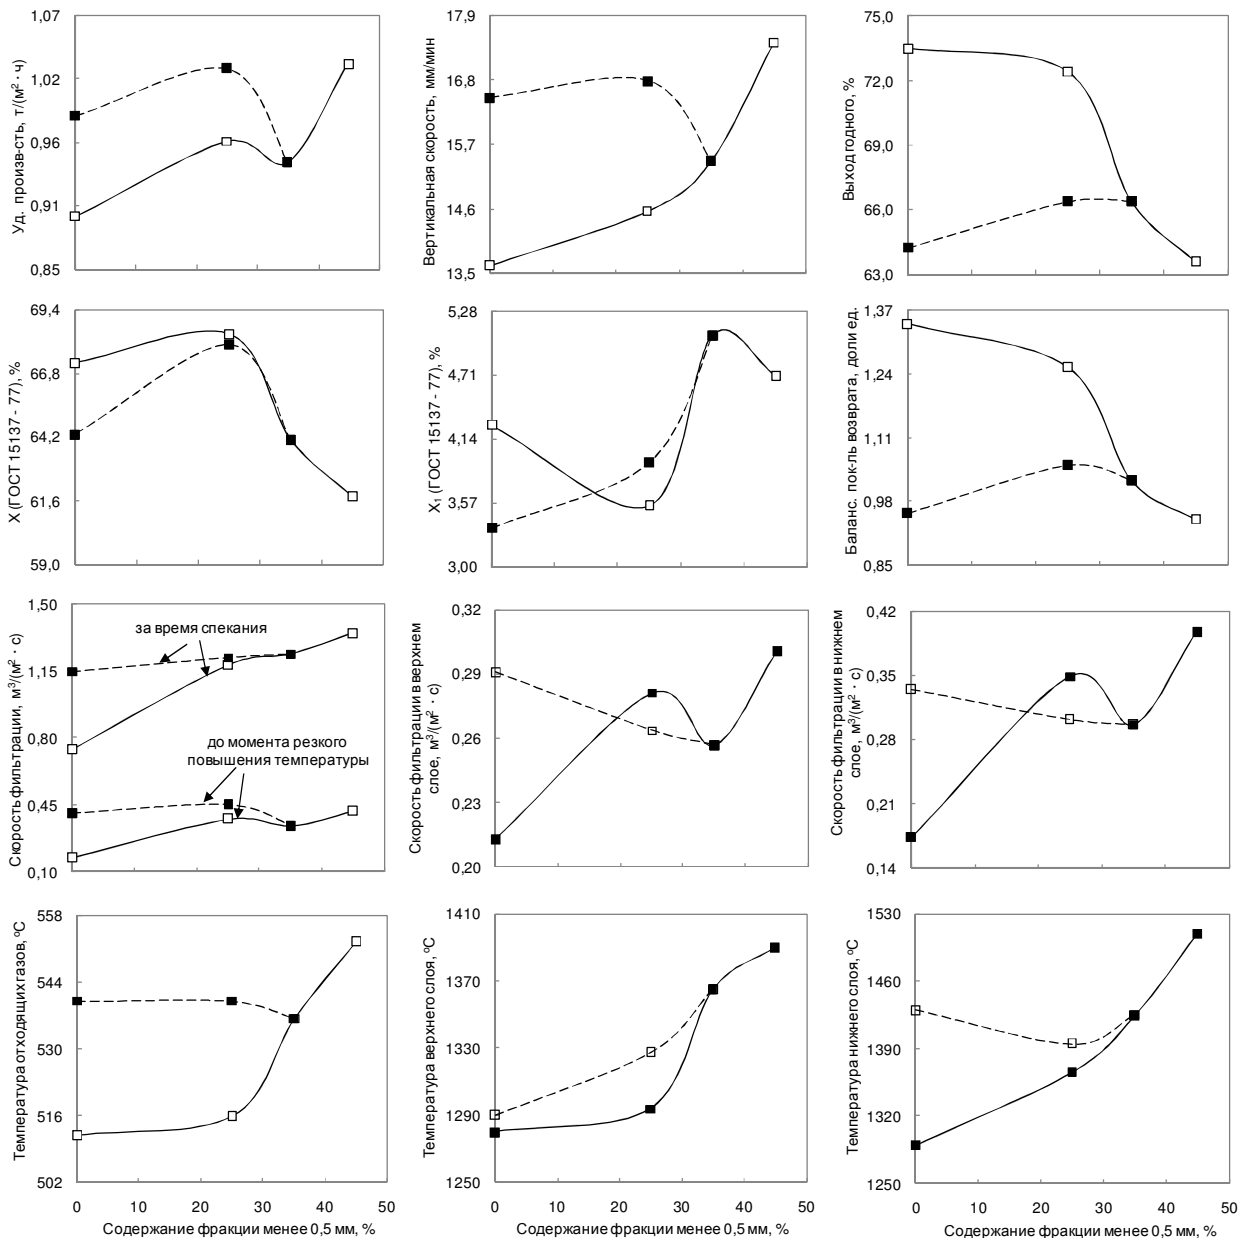 Уд. произв-сть, т/(м² · ч)
1,07
1,02
0,96
0,91
0,85
Вертикальная скорость, мм/мин
17,9
16,8
15,7
14,6
13,5
Выход годного, %
75,0
72,0
69,0
66,0
63,0
X (ГОСТ 15137 - 77), %
69,4
66,8
64,2
61,6
59,0
X₁ (ГОСТ 15137 - 77), %
5,28
4,71
4,14
3,57
3,00
Баланс. пок-ль возврата, доли ед.
1,37
1,24
1,11
0,98
0,85
Скорость фильтрации, м³/(м² · с)
1,50
1,15
0,80
0,45
0,10
за время спекания
до момента резкого
повышения температуры
Скорость фильтрации в верхнем
слое, м³/(м² · с)
0,32
0,29
0,26
0,23
0,20
Скорость фильтрации в нижнем
слое, м³/(м² · с)
0,42
0,35
0,28
0,21
0,14
Температура отходящих газов, ºС
558
544
530
516
502
0 10 20 30 40 50
Содержание фракции менее 0,5 мм, %
Температура верхнего слоя, ºС
1410
1370
1330
1290
1250
0 10 20 30 40 50
Содержание фракции менее 0,5 мм, %
Температура нижнего слоя, ºС
1530
1460
1390
1320
1250
0 10 20 30 40 50
Содержание фракции менее 0,5 мм, %